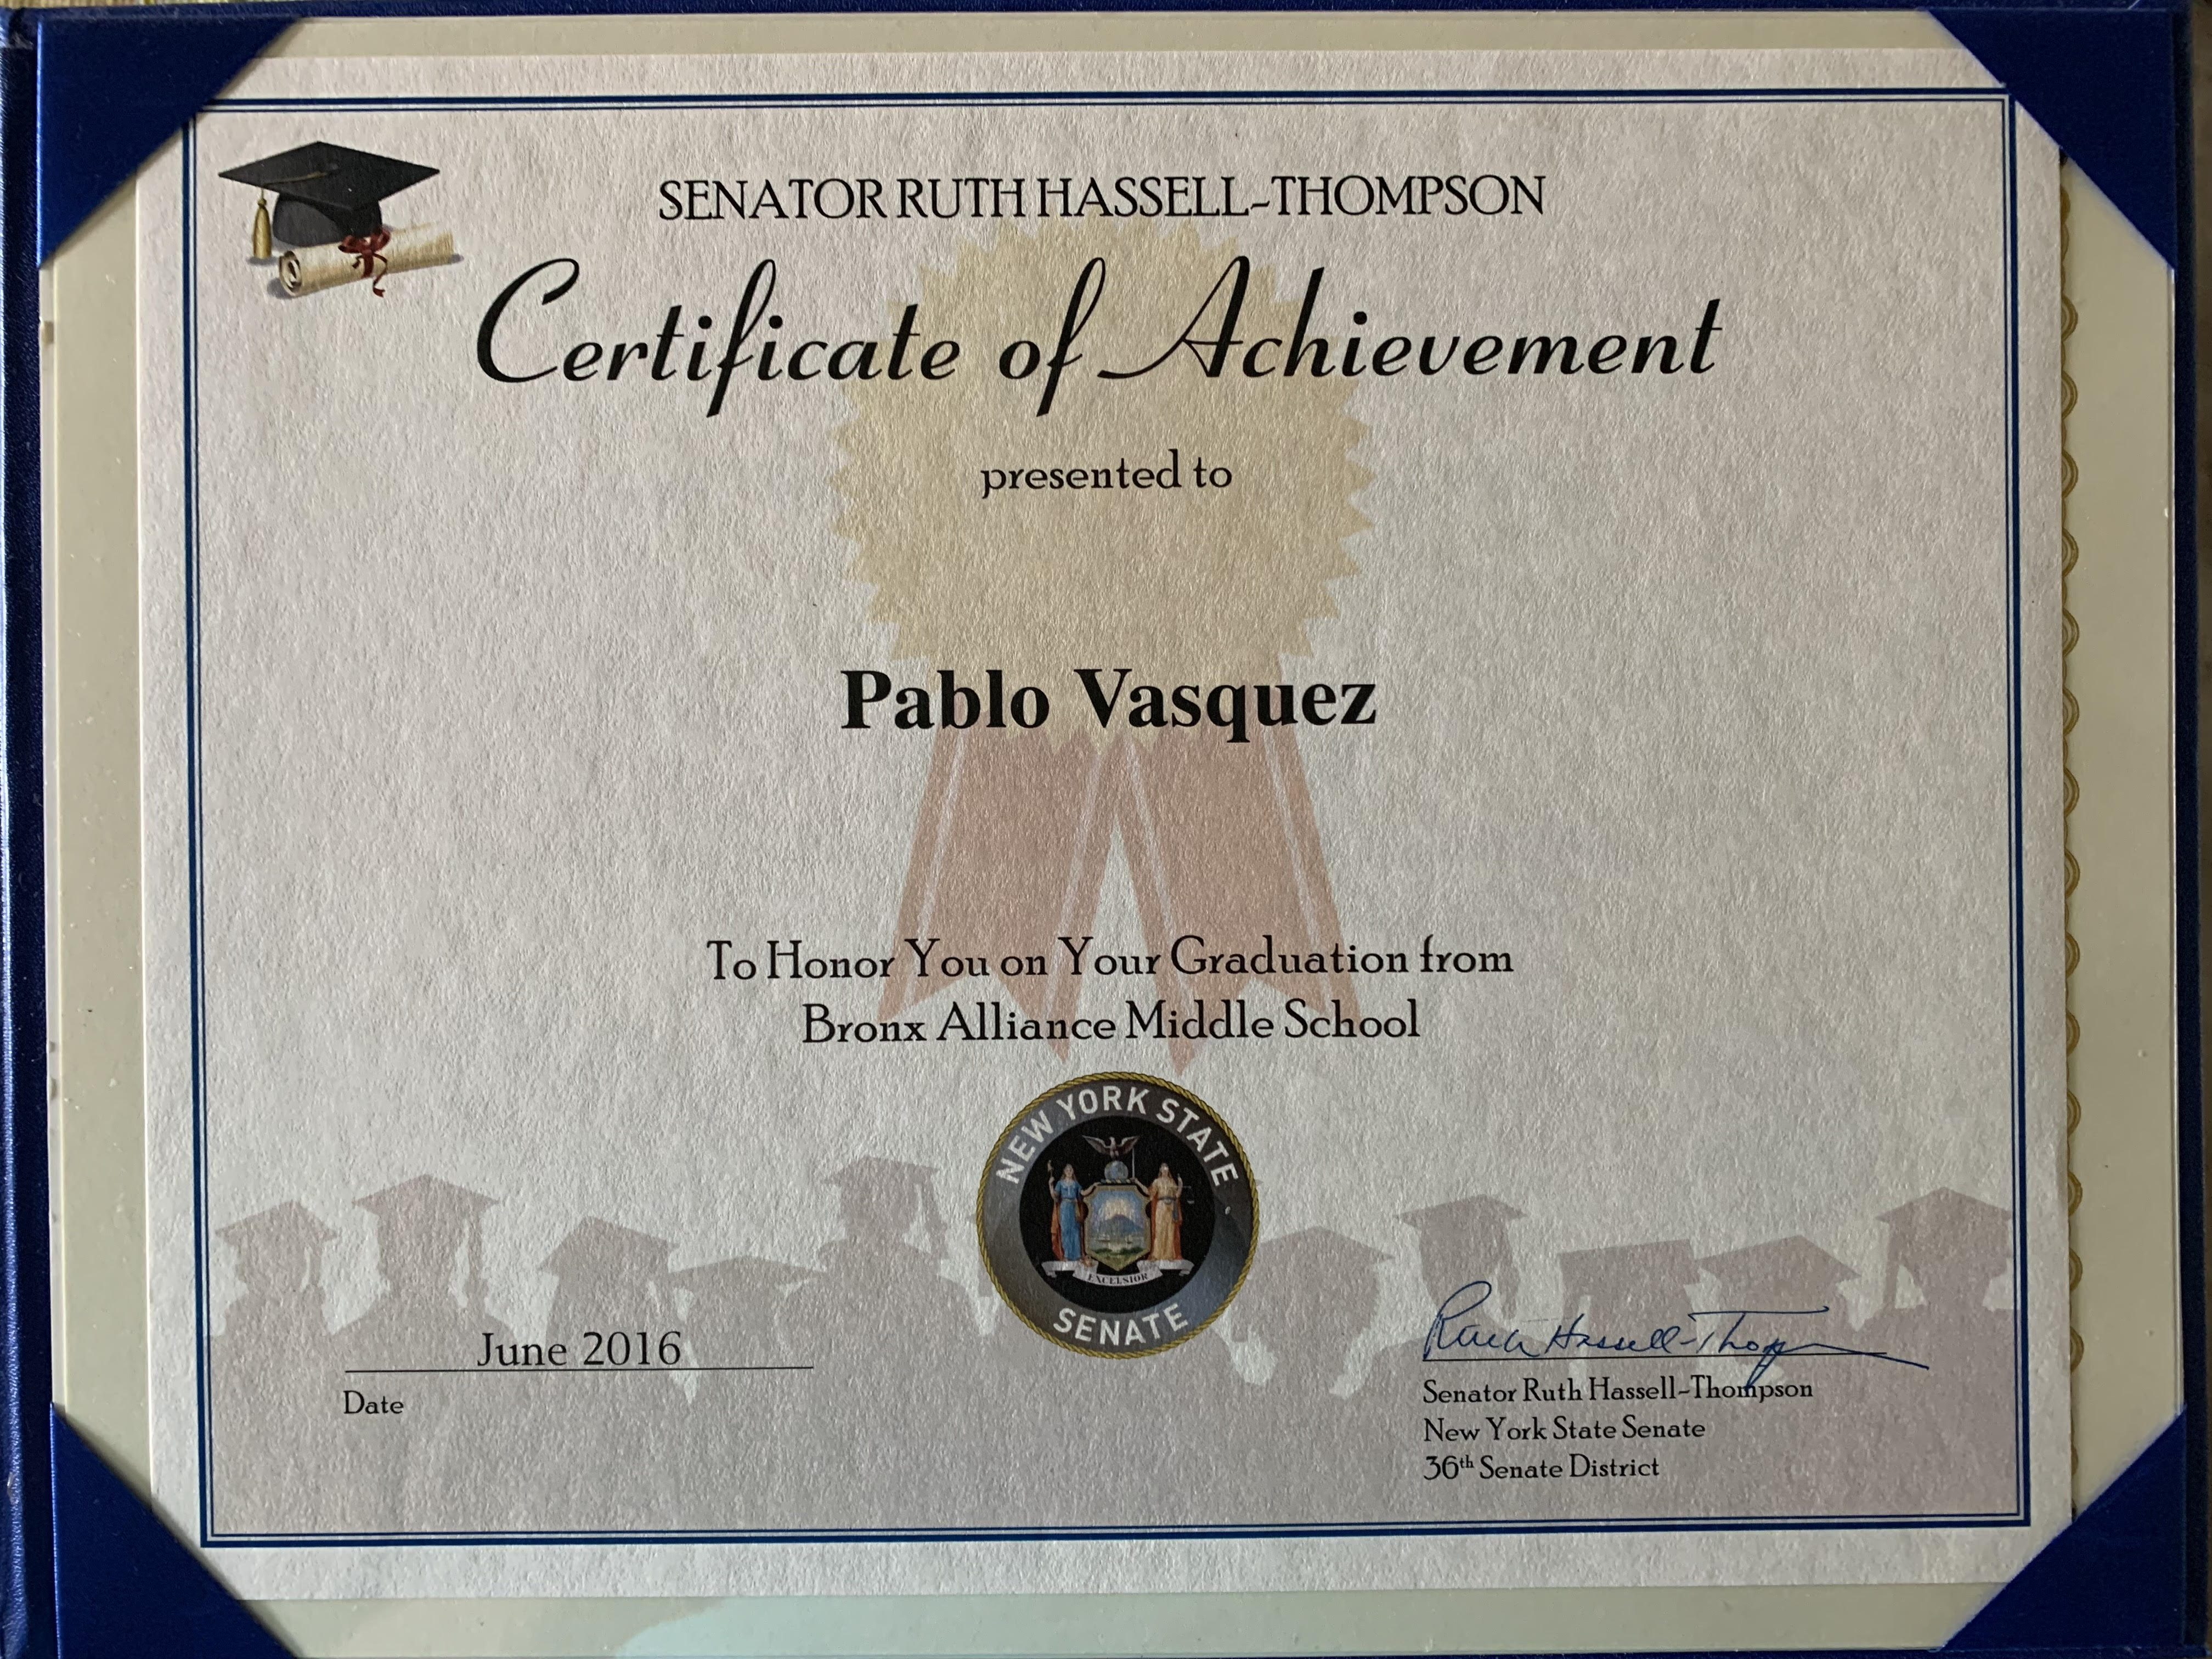 SENATOR RUTH HASSELL-THOMPSON
Certificate of Achievement
presented to
Pablo Vasquez
To Honor You on Your Graduation from
Bronx Alliance Middle School
NEW YORK STATE
EXCELSIOR
SENATE
June 2016
Date
Ruth Hassell-Thompson
Senator Ruth Hassell-Thompson
New York State Senate
36th Senate District